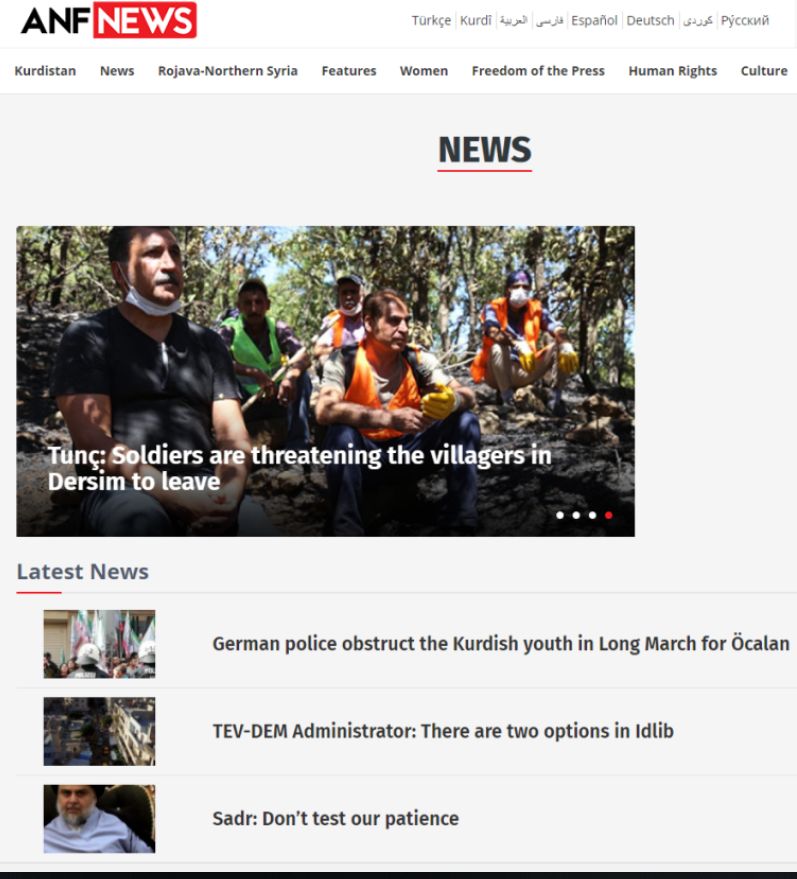 ANF NEWS
Türkçe Kurdî العربية فارسی Español Deutsch کوردی Рýсский
Kurdistan News Rojava-Northern Syria Features Women Freedom of the Press Human Rights Culture
NEWS
Tunç: Soldiers are threatening the villagers in
Dersim to leave
Latest News
German police obstruct the Kurdish youth in Long March for Öcalan
TEV-DEM Administrator: There are two options in Idlib
Sadr: Don’t test our patience